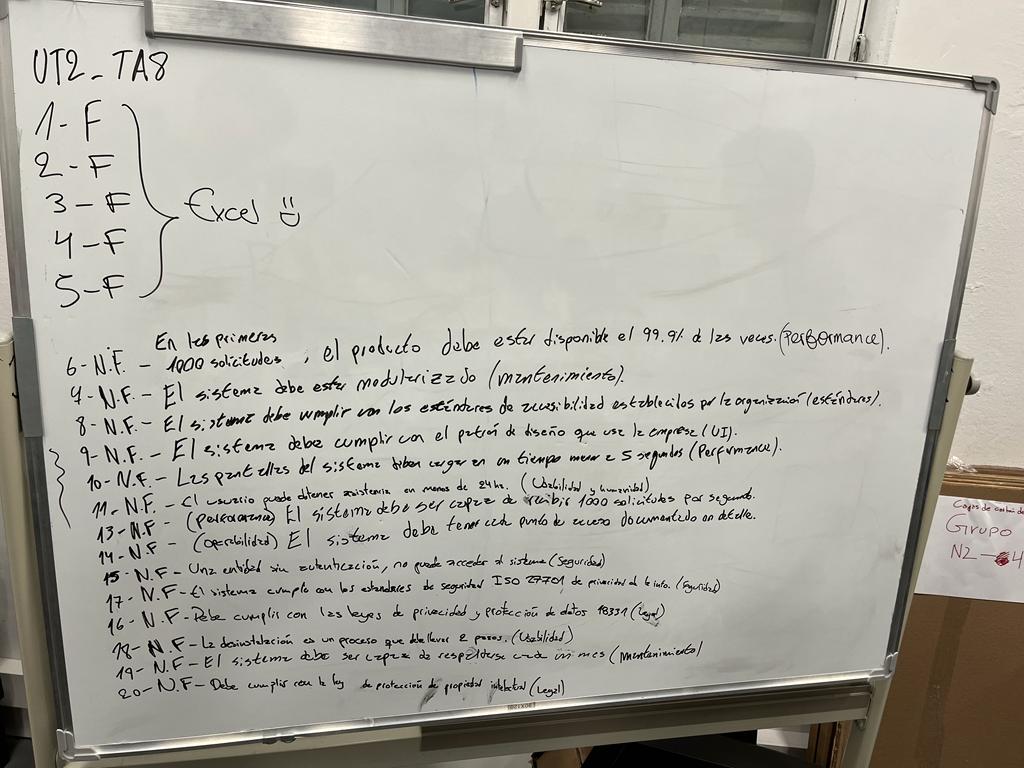 UT2_TA8
1- F
2- F
3- F
4- F
5- F
Excel
En las primeras
6- N.F. - 1000 solicitudes, el producto debe estar disponible el 99.9% de las veces. (Performance).
7- N.F. - El sistema debe estar modularizado (mantenimiento).
8- N.F. - El sistema debe cumplir con los estándares de accesibilidad establecidos por la organización (estándares).
9- N.F. - El sistema debe cumplir con el patrón de diseño que usa la empresa (UI).
10- N.F. - Las pantallas del sistema deben cargar en un tiempo menor a 5 segundos (Performance).
11- N.F. - El usuario puede obtener asistencia en menos de 24 hs. (Usabilidad y humanidad)
13- N.F - (performance) El sistema debe ser capaz de recibir 1000 solicitudes por segundo.
14- N.F - (operabilidad) El sistema debe tener cada punto de acceso documentado en detalle.
15- N.F - Una entidad sin autenticación, no puede acceder al sistema (Seguridad)
17- N.F - El sistema cumple con los estandares de seguridad ISO 27701 de privacidad de la info. (Seguridad)
16- N.F - Debe cumplir con las leyes de privacidad y protección de datos 18331 (Legal)
N.F - La desinstalación es un proceso que debe llevar 2 pasos. (Usabilidad)
19- N.F - El sistema debe ser capaz de respaldarse cada un mes (mantenimiento)
20- N.F - Debe cumplir con la ley de protección de propiedad intelectual (Legal)
Grupo
N2 - 4